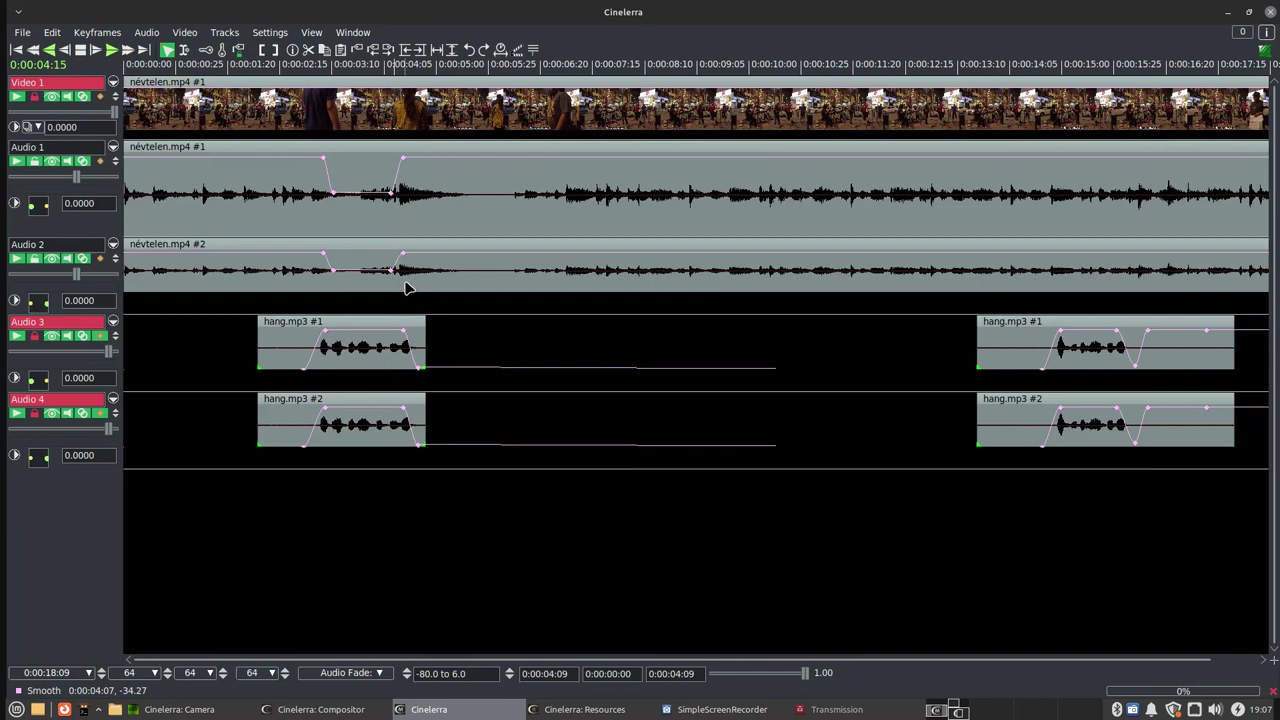 Cinelerra
File Edit Keyframes Audio Video Tracks Settings View Window
0
0:00:04:15
0:00:00:00 0:00:00:25 0:00:01:20 0:00:02:15 0:00:03:10 0:00:04:05 0:00:05:00 0:00:05:25 0:00:06:20 0:00:07:15 0:00:08:10 0:00:09:05 0:00:10:00 0:00:10:25 0:00:11:20 0:00:12:15 0:00:13:10 0:00:14:05 0:00:15:00 0:00:15:25 0:00:16:20 0:00:17:15
Video 1
névtelen.mp4 #1
0.0000
Audio 1
névtelen.mp4 #1
0.0000
Audio 2
névtelen.mp4 #2
0.0000
Audio 3
hang.mp3 #1
hang.mp3 #1
0.0000
Audio 4
hang.mp3 #2
hang.mp3 #2
0.0000
0:00:18:09 64 64 64 Audio Fade: -80.0 to 6.0 0:00:04:09 0:00:00:00 0:00:04:09 1.00
Smooth 0:00:04:07, -34.27
0%
Cinelerra: Camera Cinelerra: Compositor Cinelerra Cinelerra: Resources SimpleScreenRecorder Transmission 19:07